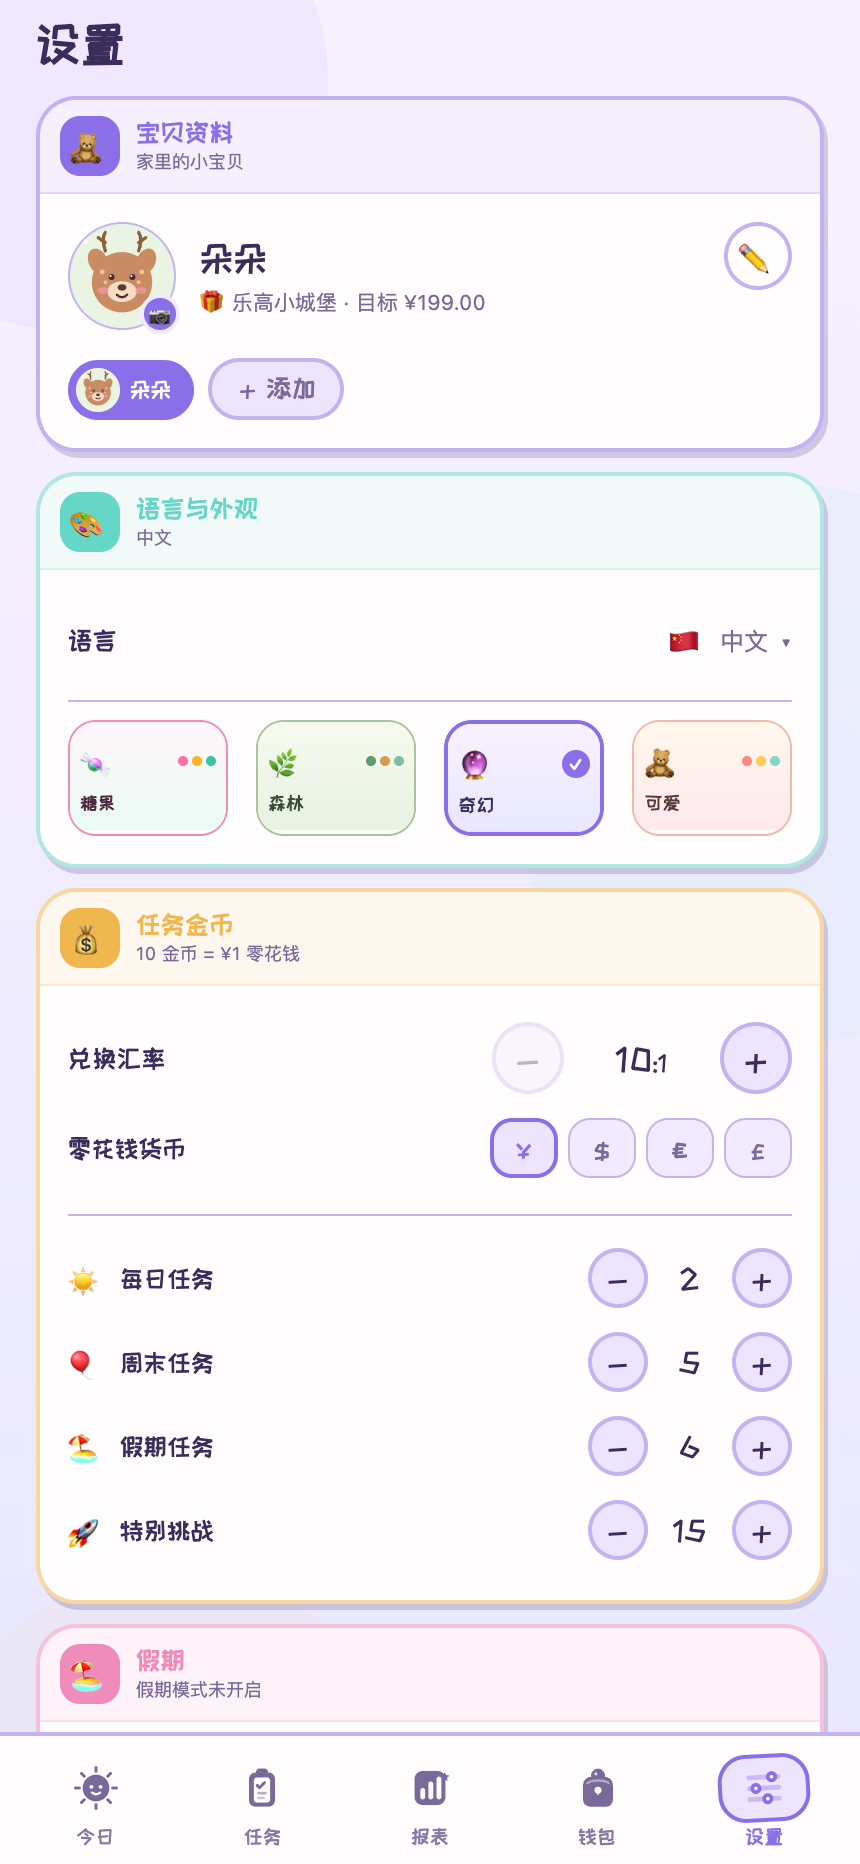 设置
宝贝资料
家里的小宝贝
朵朵
🎁 乐高小城堡 · 目标 ¥199.00
朵朵
+ 添加
语言与外观
中文
语言
🇨🇳 中文 ▾
糖果
森林
奇幻
可爱
任务金币
10 金币 = ¥1 零花钱
兑换汇率
− 10:1 +
零花钱货币
¥ $ € £
每日任务
− 2 +
周末任务
− 5 +
假期任务
− 6 +
特别挑战
− 15 +
假期
假期模式未开启
今日
任务
报表
钱包
设置